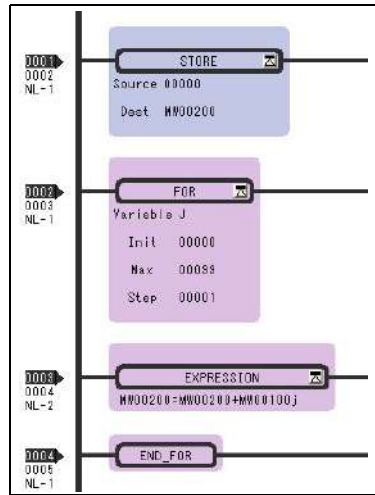 0001
0002
NL-1
STORE
Source 00000
Dest MW00200
0002
0003
NL-1
FOR
Variable J
Init 00000
Max 00099
Step 00001
0003
0004
NL-2
EXPRESSION
MW00200=MW00200+MW00100j
0004
0005
NL-1
END_FOR